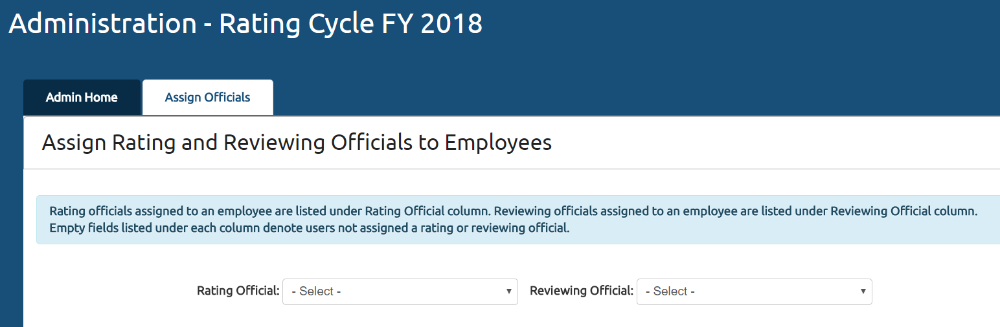 Administration - Rating Cycle FY 2018
Admin Home
Assign Officials
Assign Rating and Reviewing Officials to Employees
Rating officials assigned to an employee are listed under Rating Official column. Reviewing officials assigned to an employee are listed under Reviewing Official column.
Empty fields listed under each column denote users not assigned a rating or reviewing official.
Rating Official: - Select - Reviewing Official: - Select -